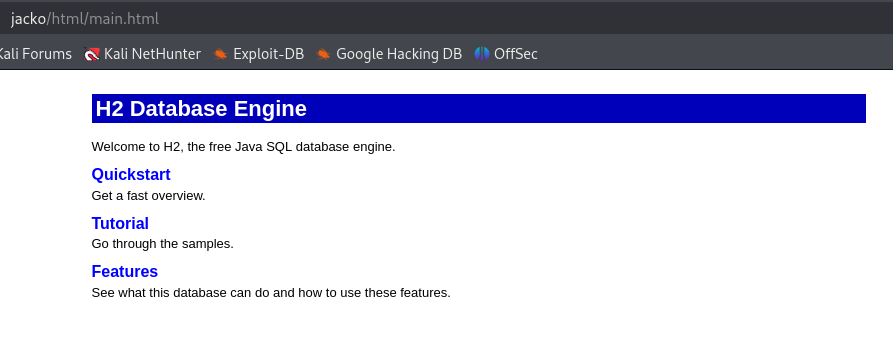 jacko/html/main.html
Kali Forums Kali NetHunter Exploit-DB Google Hacking DB OffSec
H2 Database Engine
Welcome to H2, the free Java SQL database engine.
Quickstart
Get a fast overview.
Tutorial
Go through the samples.
Features
See what this database can do and how to use these features.